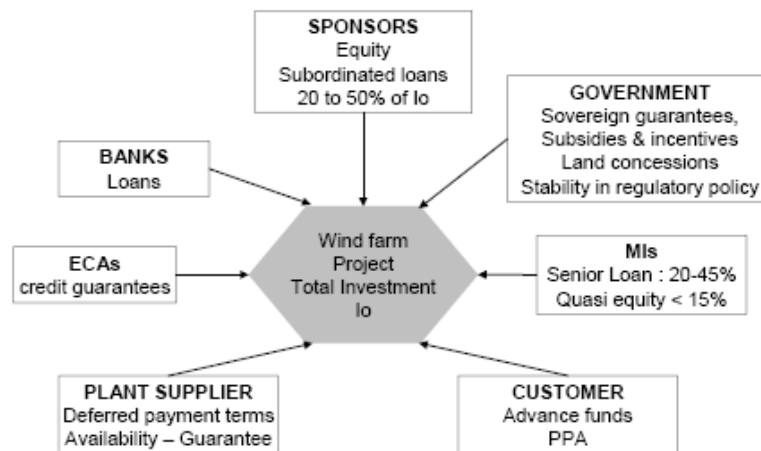 SPONSORS
Equity
Subordinated loans
20 to 50% of Io
GOVERNMENT
Sovereign guarantees,
Subsidies & incentives
Land concessions
Stability in regulatory policy
BANKS
Loans
Wind farm
Project
Total Investment
Io
ECAs
credit guarantees
MIs
Senior Loan : 20-45%
Quasi equity < 15%
PLANT SUPPLIER
Deferred payment terms
Availability – Guarantee
CUSTOMER
Advance funds
PPA